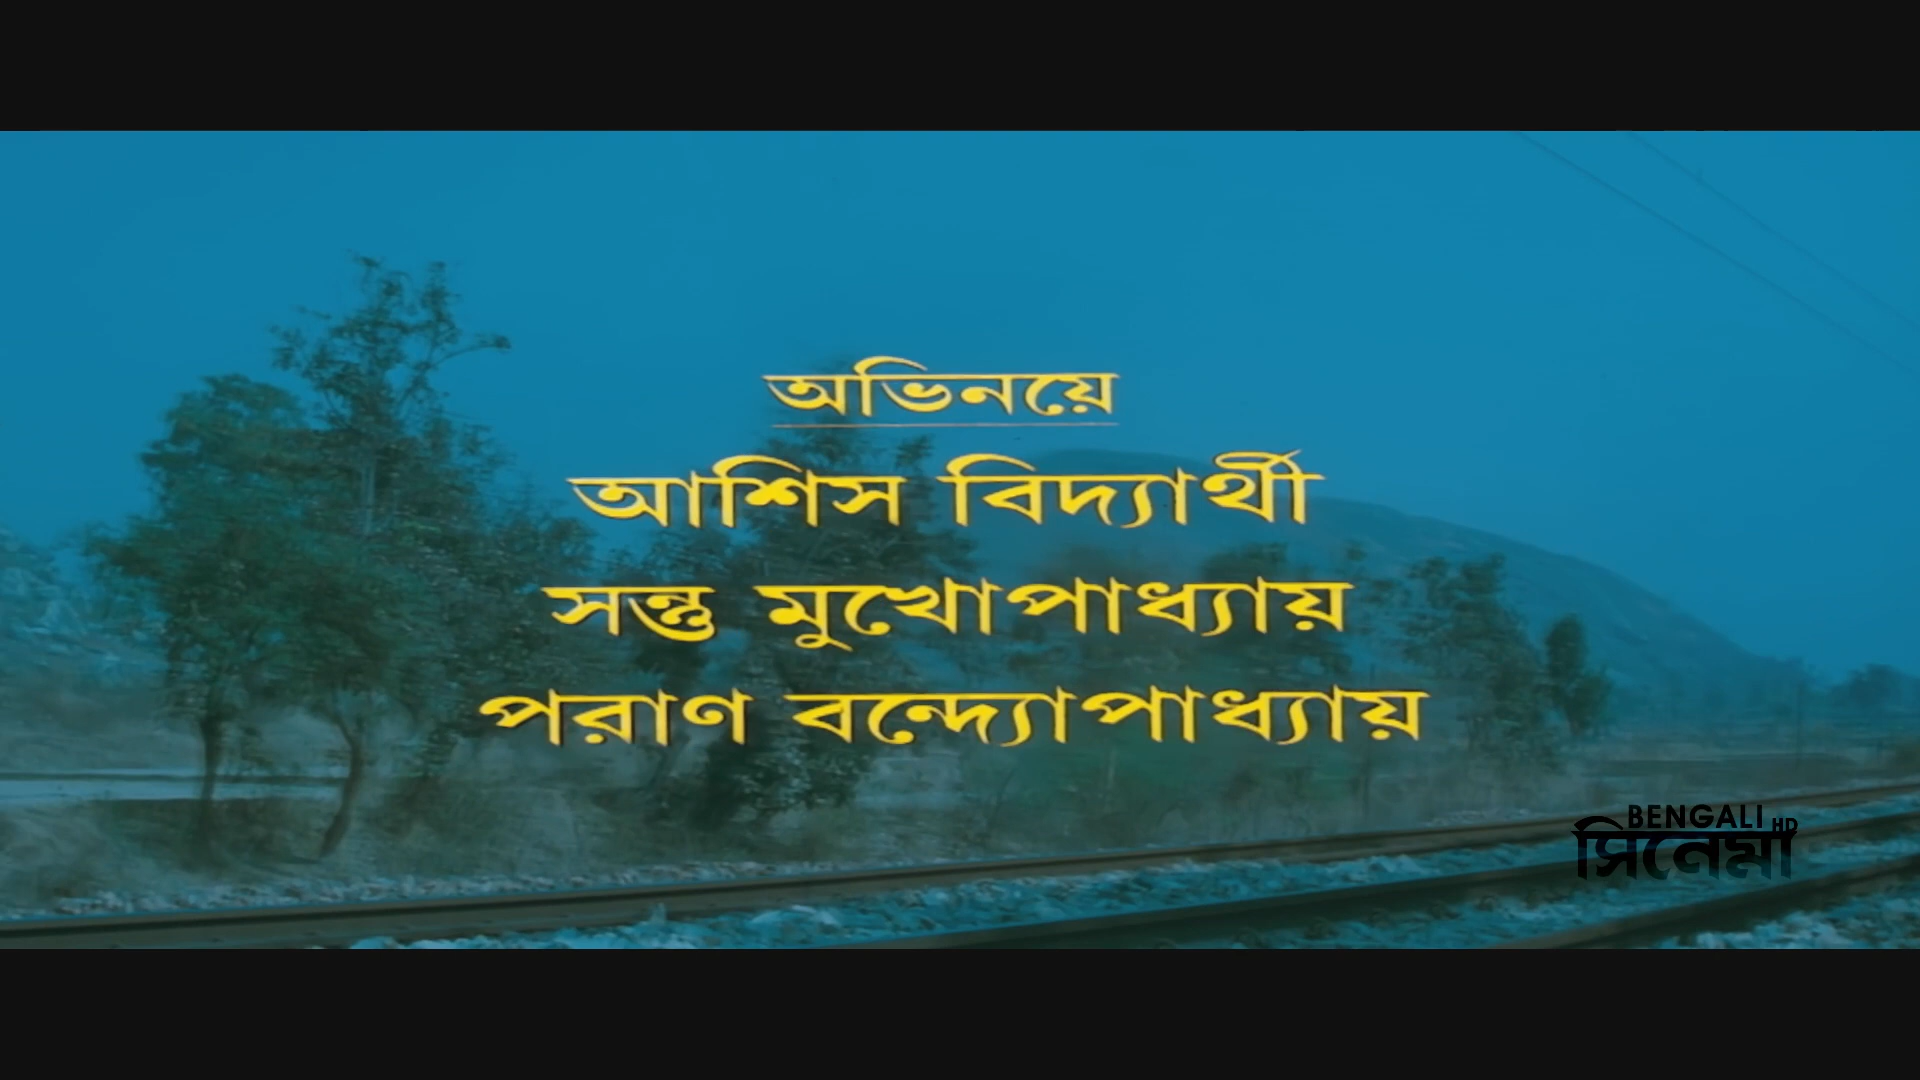 অভিনয়ে
আশিস বিদ্যার্থী
সন্তু মুখোপাধ্যায়
পরাণ বন্দ্যোপাধ্যায়
BENGALI HD
সিনেমা